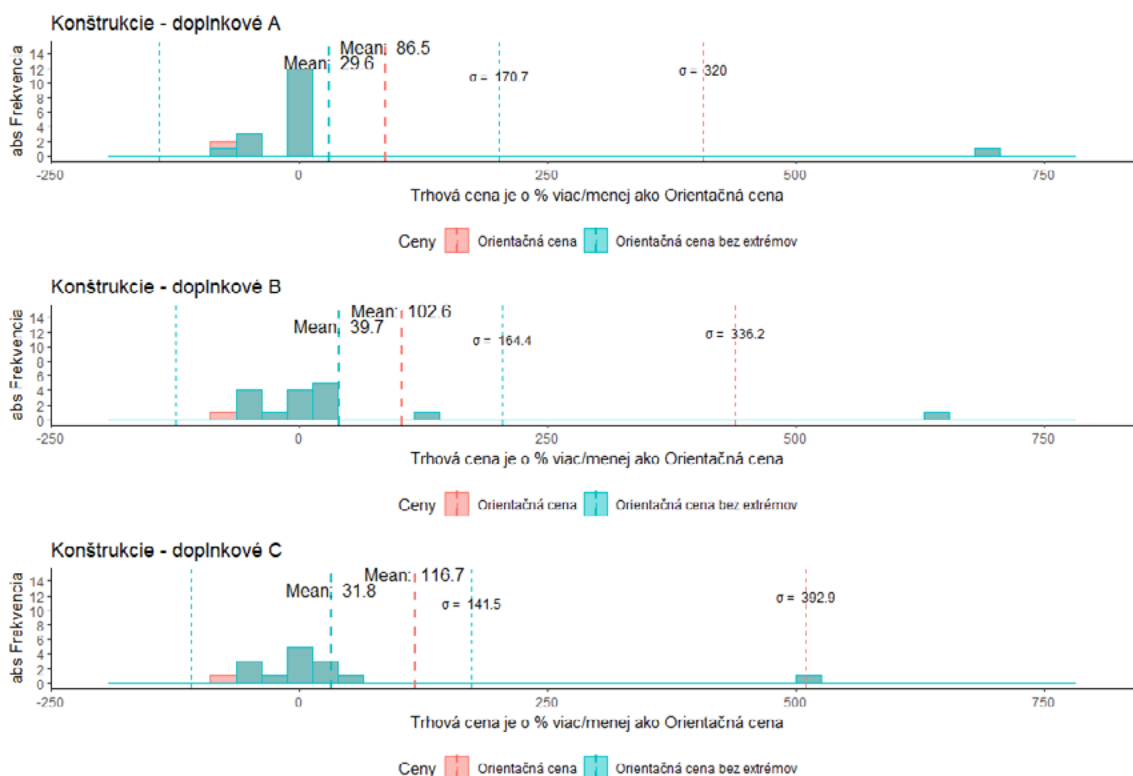 Konštrukcie - doplnkové A
Mean: 86.5
Mean: 29.6
σ = 170.7
σ = 320
abs Frekvencia
14
12
10
8
6
4
2
0
-250 0 250 500 750
Trhová cena je o % viac/menej ako Orientačná cena
Ceny Orientačná cena Orientačná cena bez extrémov
Konštrukcie - doplnkové B
Mean: 102.6
Mean: 39.7
σ = 164.4
σ = 336.2
abs Frekvencia
14
12
10
8
6
4
2
0
-250 0 250 500 750
Trhová cena je o % viac/menej ako Orientačná cena
Ceny Orientačná cena Orientačná cena bez extrémov
Konštrukcie - doplnkové C
Mean: 116.7
Mean: 31.8
σ = 141.5
σ = 392.9
abs Frekvencia
14
12
10
8
6
4
2
0
-250 0 250 500 750
Trhová cena je o % viac/menej ako Orientačná cena
Ceny Orientačná cena Orientačná cena bez extrémov